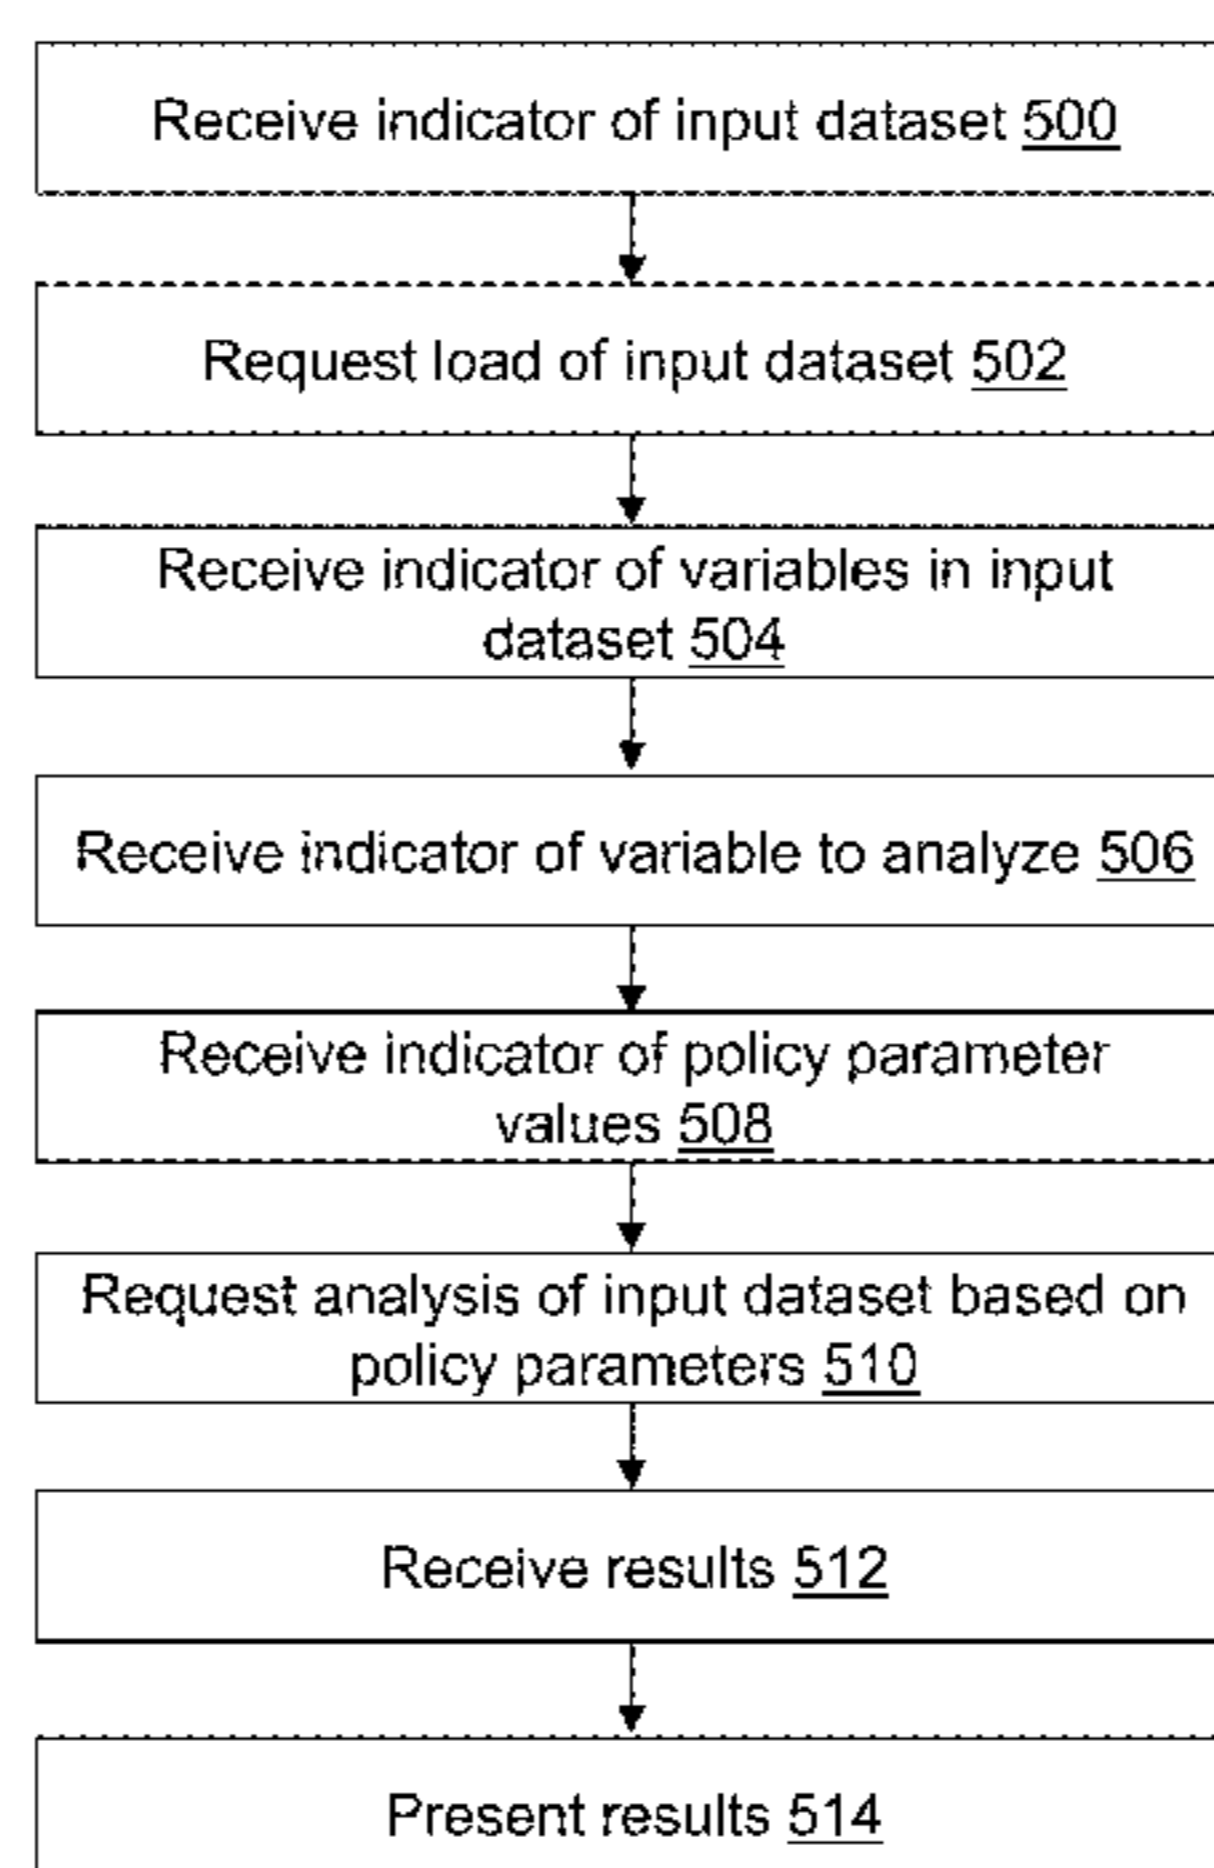 Receive indicator of input dataset 500
Request load of input dataset 502
Receive indicator of variables in input
dataset 504
Receive indicator of variable to analyze 506
Receive indicator of policy parameter
values 508
Request analysis of input dataset based on
policy parameters 510
Receive results 512
Present results 514